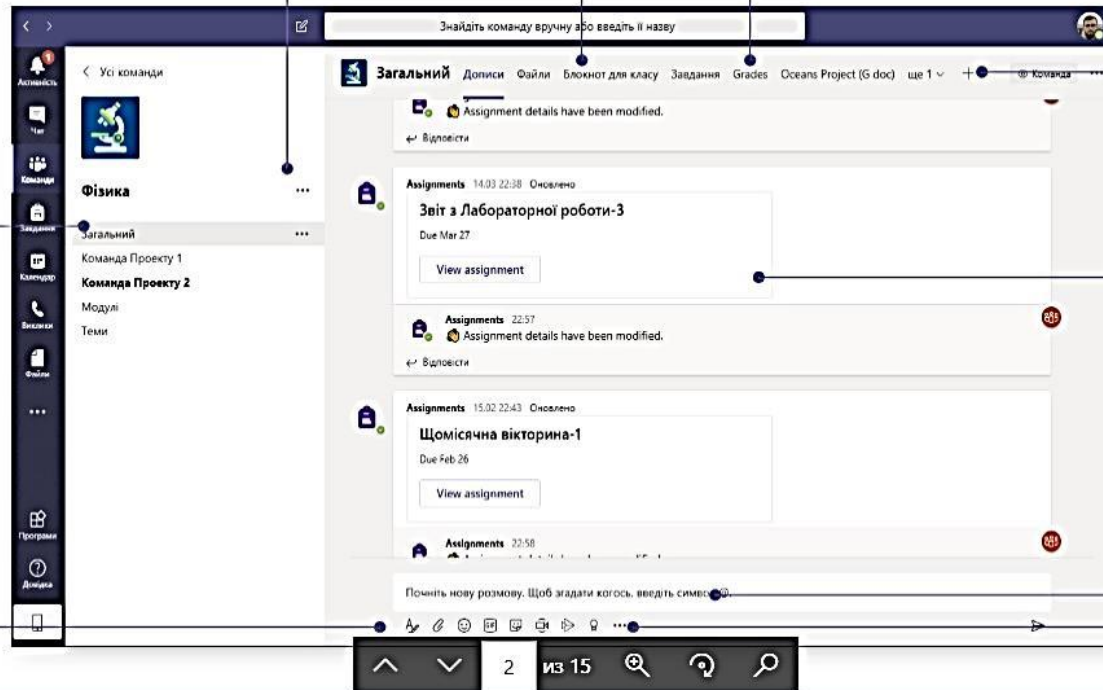 Знайдіть команду вручну або введіть її назву
1
Активність
Чат
Команди
Завдання
Календар
Виклики
Файли
Програми
Довідка
Усі команди
Фізика
Загальний
Команда Проекту 1
Команда Проекту 2
Модулі
Теми
Загальний Дописи Файли Блокнот для класу Завдання Grades Oceans Project (G doc) ще 1 Команда
Assignment details have been modified.
Відповісти
Assignments 14.03 22:38 Оновлено
Звіт з Лабораторної роботи-3
Due Mar 27
View assignment
Assignments 22:57
Assignment details have been modified.
Відповісти
Assignments 15.02 22:43 Оновлено
Щомісячна вікторина-1
Due Feb 26
View assignment
Assignments 22:58
Почніть нову розмову. Щоб згадати когось, введіть символ @.
GIF
2 из 15